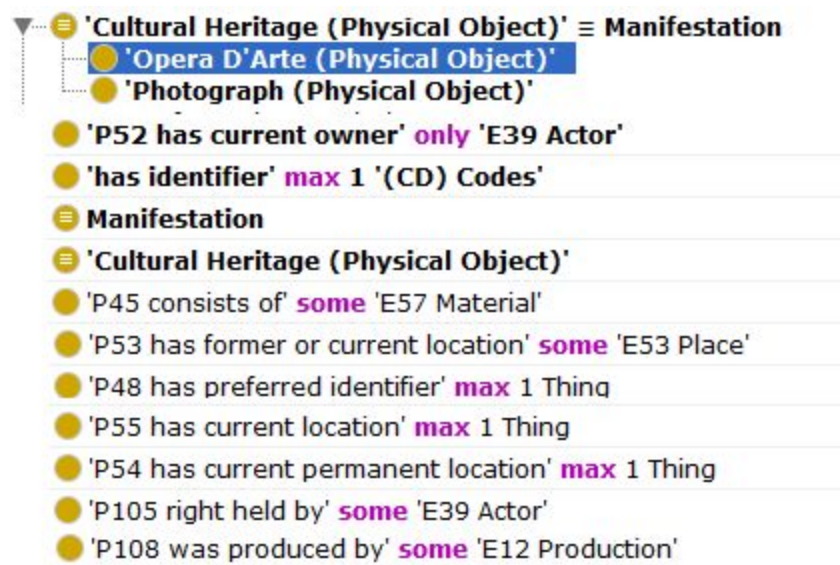 'Cultural Heritage (Physical Object)' ≡ Manifestation
'Opera D'Arte (Physical Object)'
'Photograph (Physical Object)'
'P52 has current owner' only 'E39 Actor'
'has identifier' max 1 '(CD) Codes'
Manifestation
'Cultural Heritage (Physical Object)'
'P45 consists of' some 'E57 Material'
'P53 has former or current location' some 'E53 Place'
'P48 has preferred identifier' max 1 Thing
'P55 has current location' max 1 Thing
'P54 has current permanent location' max 1 Thing
'P105 right held by' some 'E39 Actor'
'P108 was produced by' some 'E12 Production'